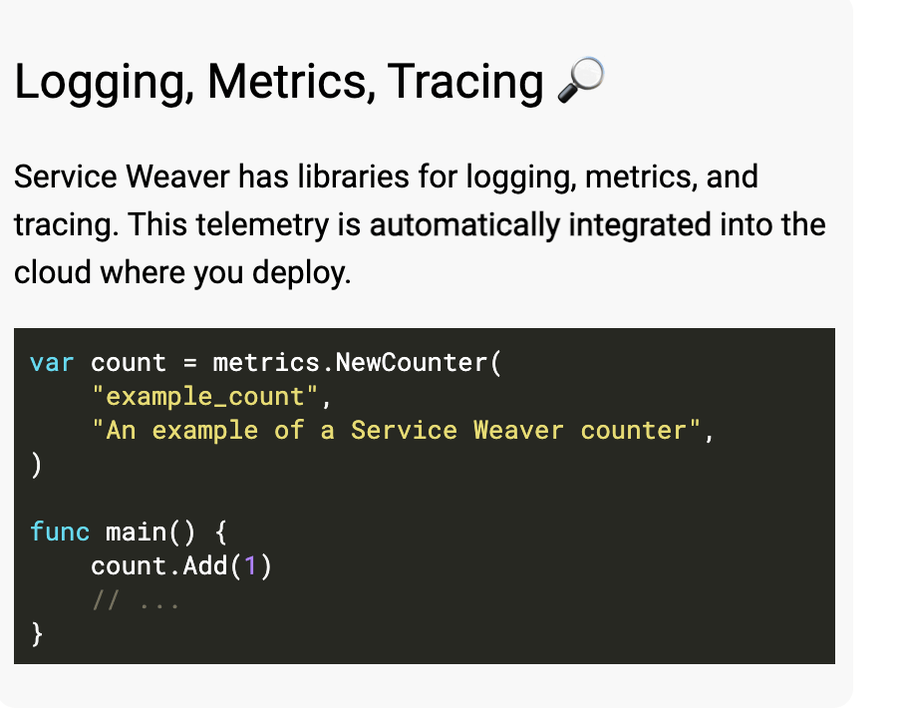 Logging, Metrics, Tracing 🔎
Service Weaver has libraries for logging, metrics, and
tracing. This telemetry is automatically integrated into the
cloud where you deploy.
var count = metrics.NewCounter(
    "example_count",
    "An example of a Service Weaver counter",
)
func main() {
    count.Add(1)
    // ...
}